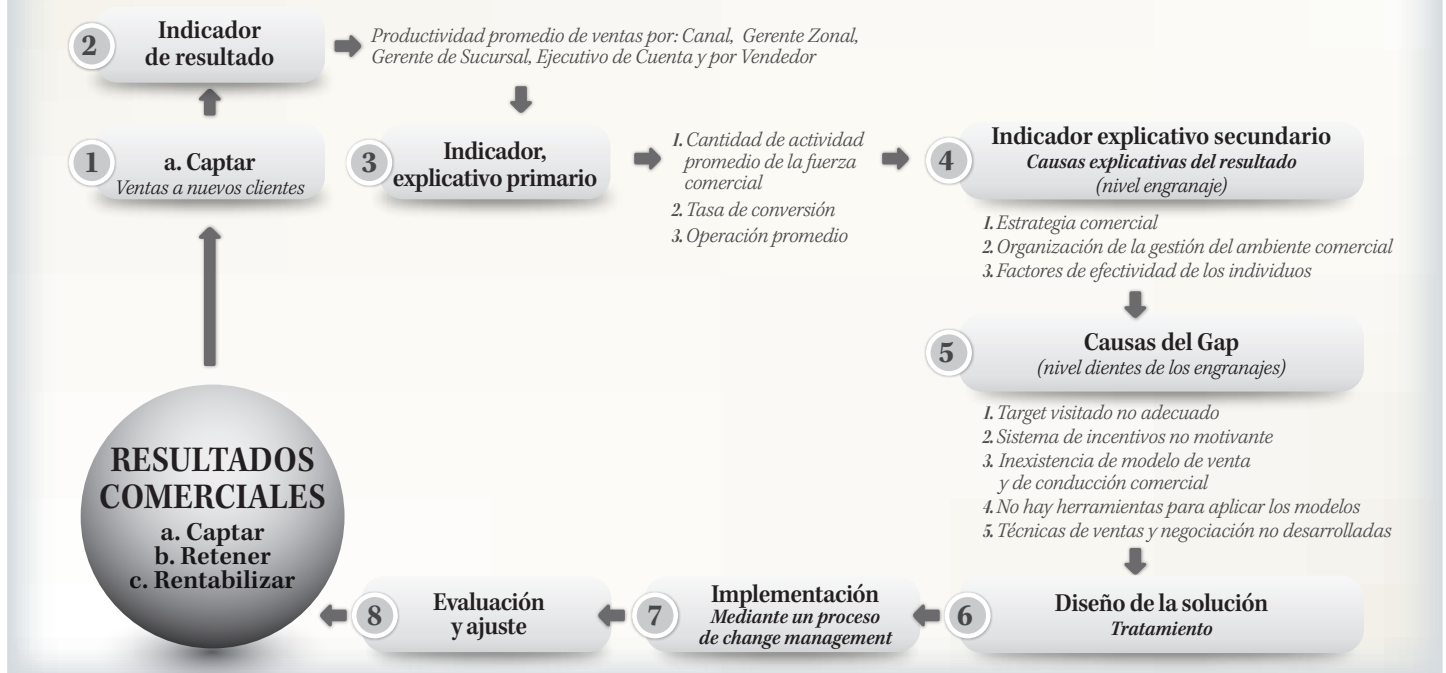 2
Indicador
de resultado
Productividad promedio de ventas por: Canal, Gerente Zonal,
Gerente de Sucursal, Ejecutivo de Cuenta y por Vendedor
1
a. Captar
Ventas a nuevos clientes
3
Indicador,
explicativo primario
1. Cantidad de actividad
promedio de la fuerza
comercial
2. Tasa de conversión
3. Operación promedio
4
Indicador explicativo secundario
Causas explicativas del resultado
(nivel engranaje)
1. Estrategia comercial
2. Organización de la gestión del ambiente comercial
3. Factores de efectividad de los individuos
5
Causas del Gap
(nivel dientes de los engranajes)
1. Target visitado no adecuado
2. Sistema de incentivos no motivante
3. Inexistencia de modelo de venta
y de conducción comercial
4. No hay herramientas para aplicar los modelos
5. Técnicas de ventas y negociación no desarrolladas
6
Diseño de la solución
Tratamiento
7
Implementación
Mediante un proceso
de change management
8
Evaluación
y ajuste
RESULTADOS
COMERCIALES
a. Captar
b. Retener
c. Rentabilizar